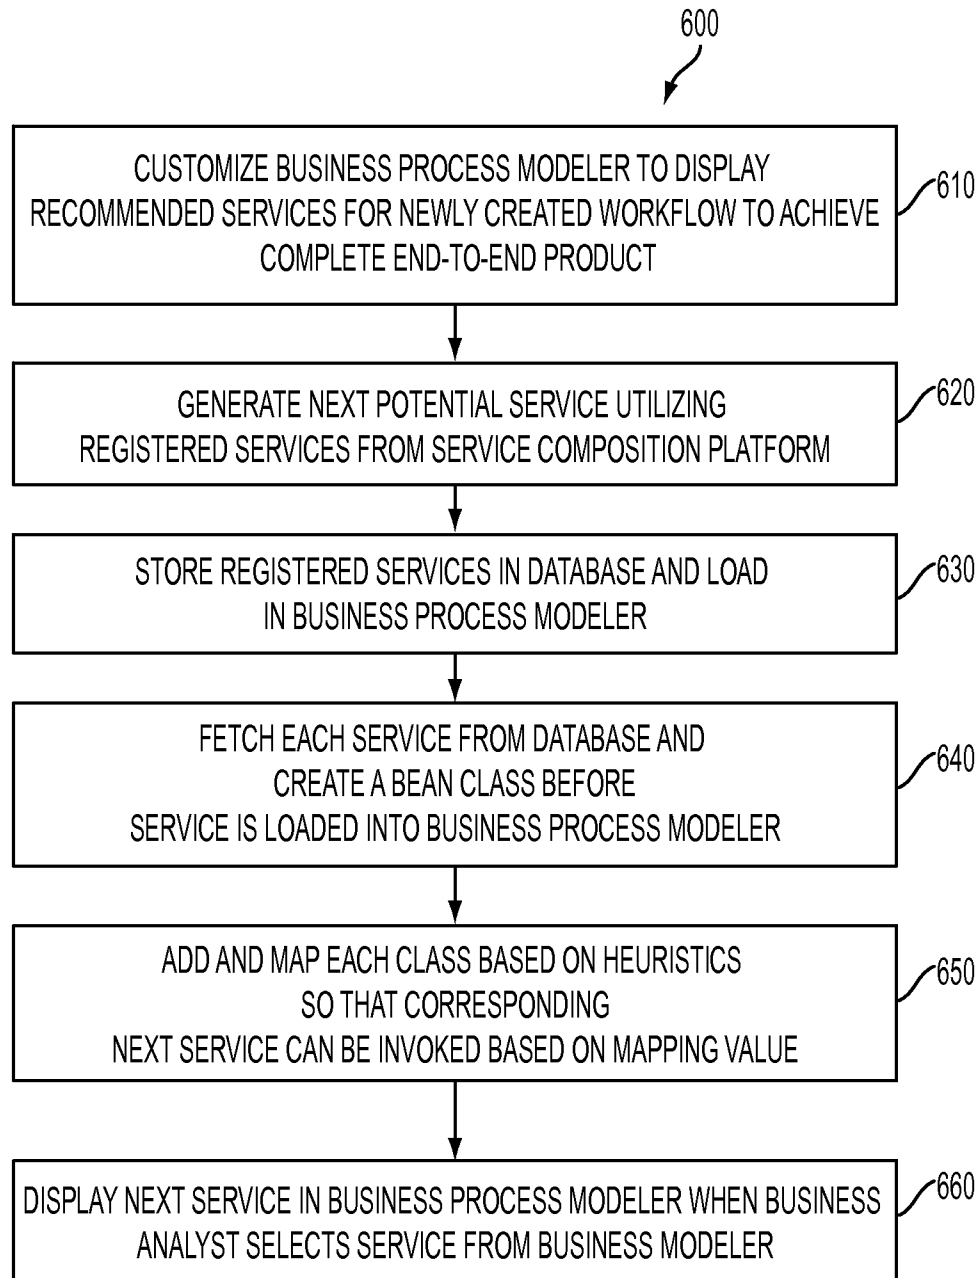 600
CUSTOMIZE BUSINESS PROCESS MODELER TO DISPLAY
RECOMMENDED SERVICES FOR NEWLY CREATED WORKFLOW TO ACHIEVE
COMPLETE END-TO-END PRODUCT
610
GENERATE NEXT POTENTIAL SERVICE UTILIZING
REGISTERED SERVICES FROM SERVICE COMPOSITION PLATFORM
620
STORE REGISTERED SERVICES IN DATABASE AND LOAD
IN BUSINESS PROCESS MODELER
630
FETCH EACH SERVICE FROM DATABASE AND
CREATE A BEAN CLASS BEFORE
SERVICE IS LOADED INTO BUSINESS PROCESS MODELER
640
ADD AND MAP EACH CLASS BASED ON HEURISTICS
SO THAT CORRESPONDING
NEXT SERVICE CAN BE INVOKED BASED ON MAPPING VALUE
650
DISPLAY NEXT SERVICE IN BUSINESS PROCESS MODELER WHEN BUSINESS
ANALYST SELECTS SERVICE FROM BUSINESS MODELER
660